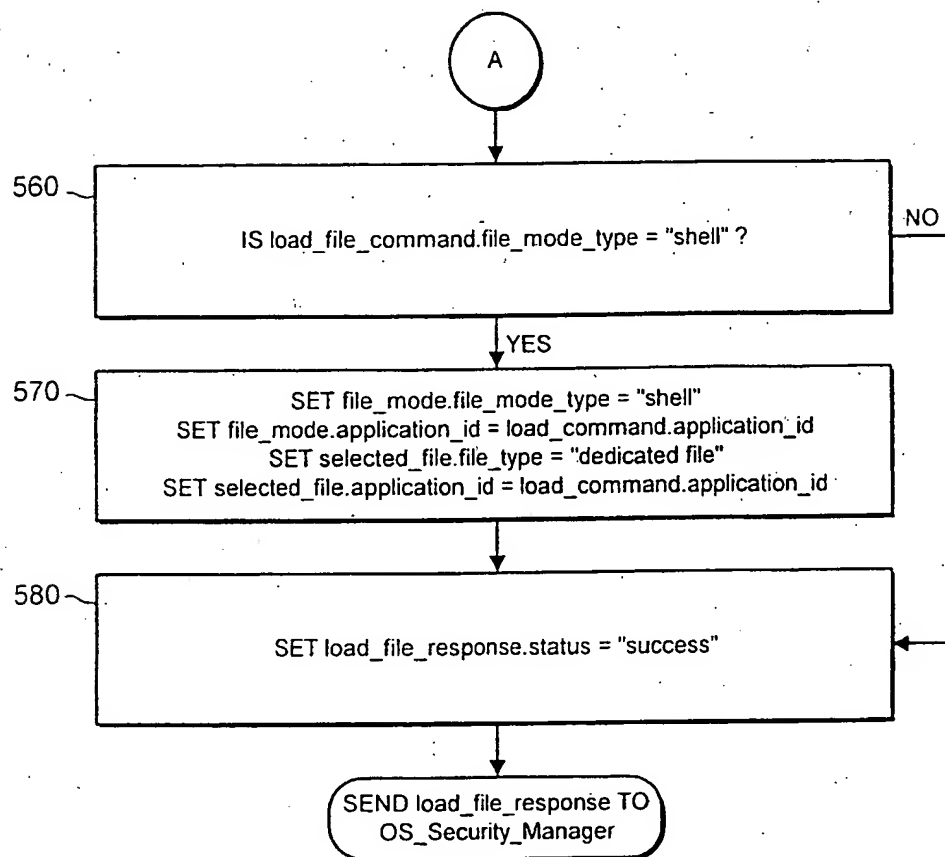 A
560
IS load_file_command.file_mode_type = "shell" ?
NO
YES
570
SET file_mode.file_mode_type = "shell"
SET file_mode.application_id = load_command.application_id
SET selected_file.file_type = "dedicated file"
SET selected_file.application_id = load_command.application_id
580
SET load_file_response.status = "success"
SEND load_file_response TO
OS_Security_Manager